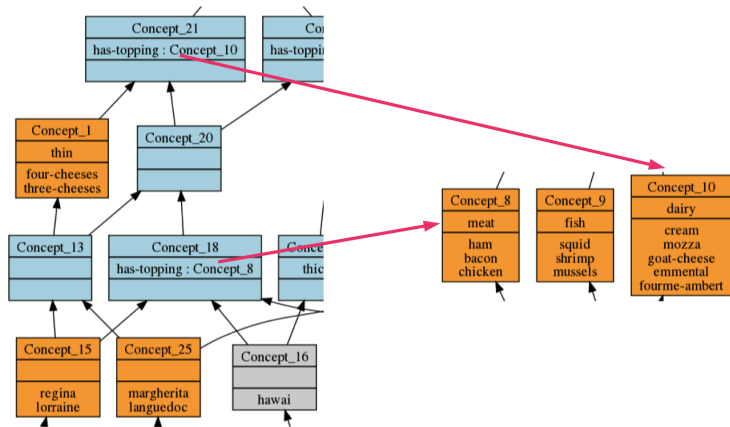 Concept_21
has-topping : Concept_10
has-toppin
Concept_1
thin
four-cheeses
three-cheeses
Concept_20
Concept_8
meat
ham
bacon
chicken
Concept_9
fish
squid
shrimp
mussels
Concept_10
dairy
cream
mozza
goat-cheese
emmental
fourme-ambert
Concept_13
Concept_18
has-topping : Concept_8
Conce
thic
Concept_15
regina
lorraine
Concept_25
margherita
languedoc
Concept_16
hawai